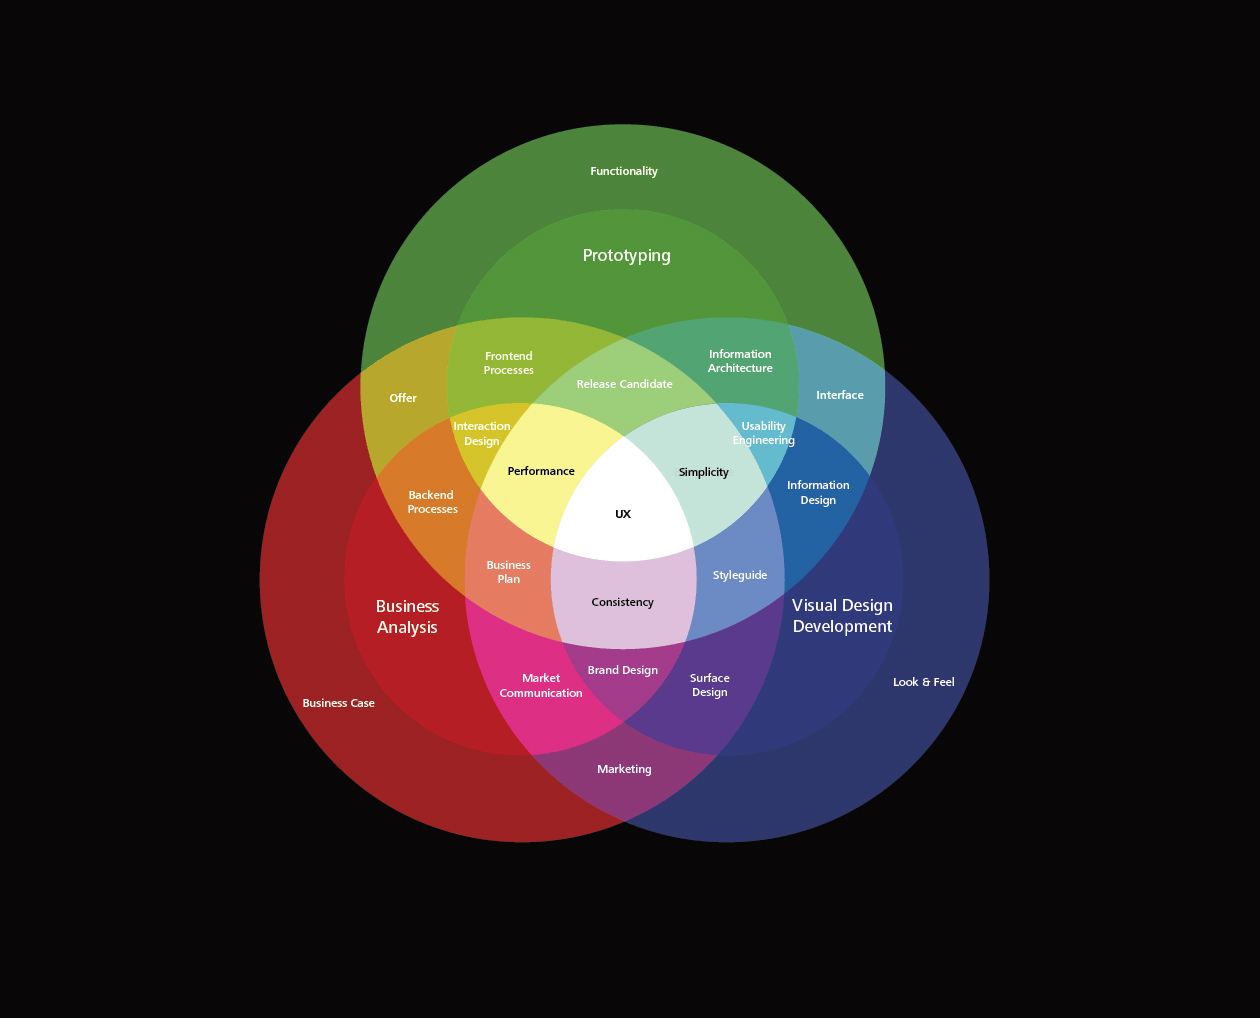 Functionality
Prototyping
Frontend
Processes
Information
Architecture
Release Candidate
Offer
Interface
Interaction
Design
Usability
Engineering
Performance
Simplicity
Backend
Processes
Information
Design
UX
Business
Plan
Styleguide
Consistency
Business
Analysis
Visual Design
Development
Brand Design
Market
Communication
Surface
Design
Look & Feel
Business Case
Marketing